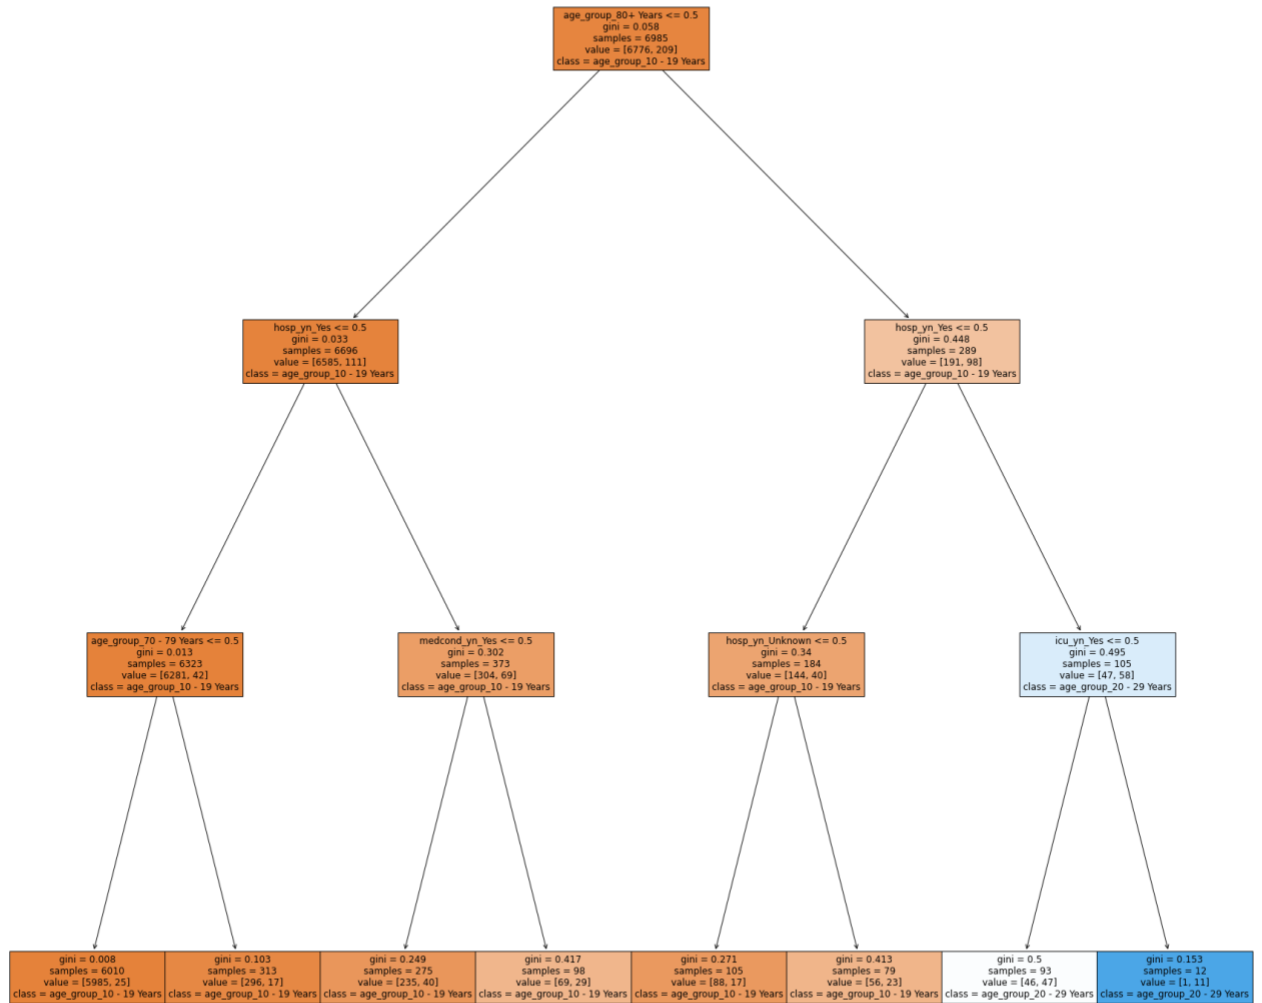 age_group_80+ Years <= 0.5
gini = 0.058
samples = 6985
value = [6776, 209]
class = age_group_10 - 19 Years
hosp_yn_Yes <= 0.5
gini = 0.033
samples = 6696
value = [6585, 111]
class = age_group_10 - 19 Years
hosp_yn_Yes <= 0.5
gini = 0.448
samples = 289
value = [191, 98]
class = age_group_10 - 19 Years
age_group_70 - 79 Years <= 0.5
gini = 0.013
samples = 6323
value = [6281, 42]
class = age_group_10 - 19 Years
medcond_yn_Yes <= 0.5
gini = 0.302
samples = 373
value = [304, 69]
class = age_group_10 - 19 Years
hosp_yn_Unknown <= 0.5
gini = 0.34
samples = 184
value = [144, 40]
class = age_group_10 - 19 Years
icu_yn_Yes <= 0.5
gini = 0.495
samples = 105
value = [47, 58]
class = age_group_20 - 29 Years
gini = 0.008
samples = 6010
value = [5985, 25]
class = age_group_10 - 19 Years
gini = 0.103
samples = 313
value = [296, 17]
class = age_group_10 - 19 Years
gini = 0.249
samples = 275
value = [235, 40]
class = age_group_10 - 19 Years
gini = 0.417
samples = 98
value = [69, 29]
class = age_group_10 - 19 Years
gini = 0.271
samples = 105
value = [88, 17]
class = age_group_10 - 19 Years
gini = 0.413
samples = 79
value = [56, 23]
class = age_group_10 - 19 Years
gini = 0.5
samples = 93
value = [46, 47]
class = age_group_20 - 29 Years
gini = 0.153
samples = 12
value = [1, 11]
class = age_group_20 - 29 Years